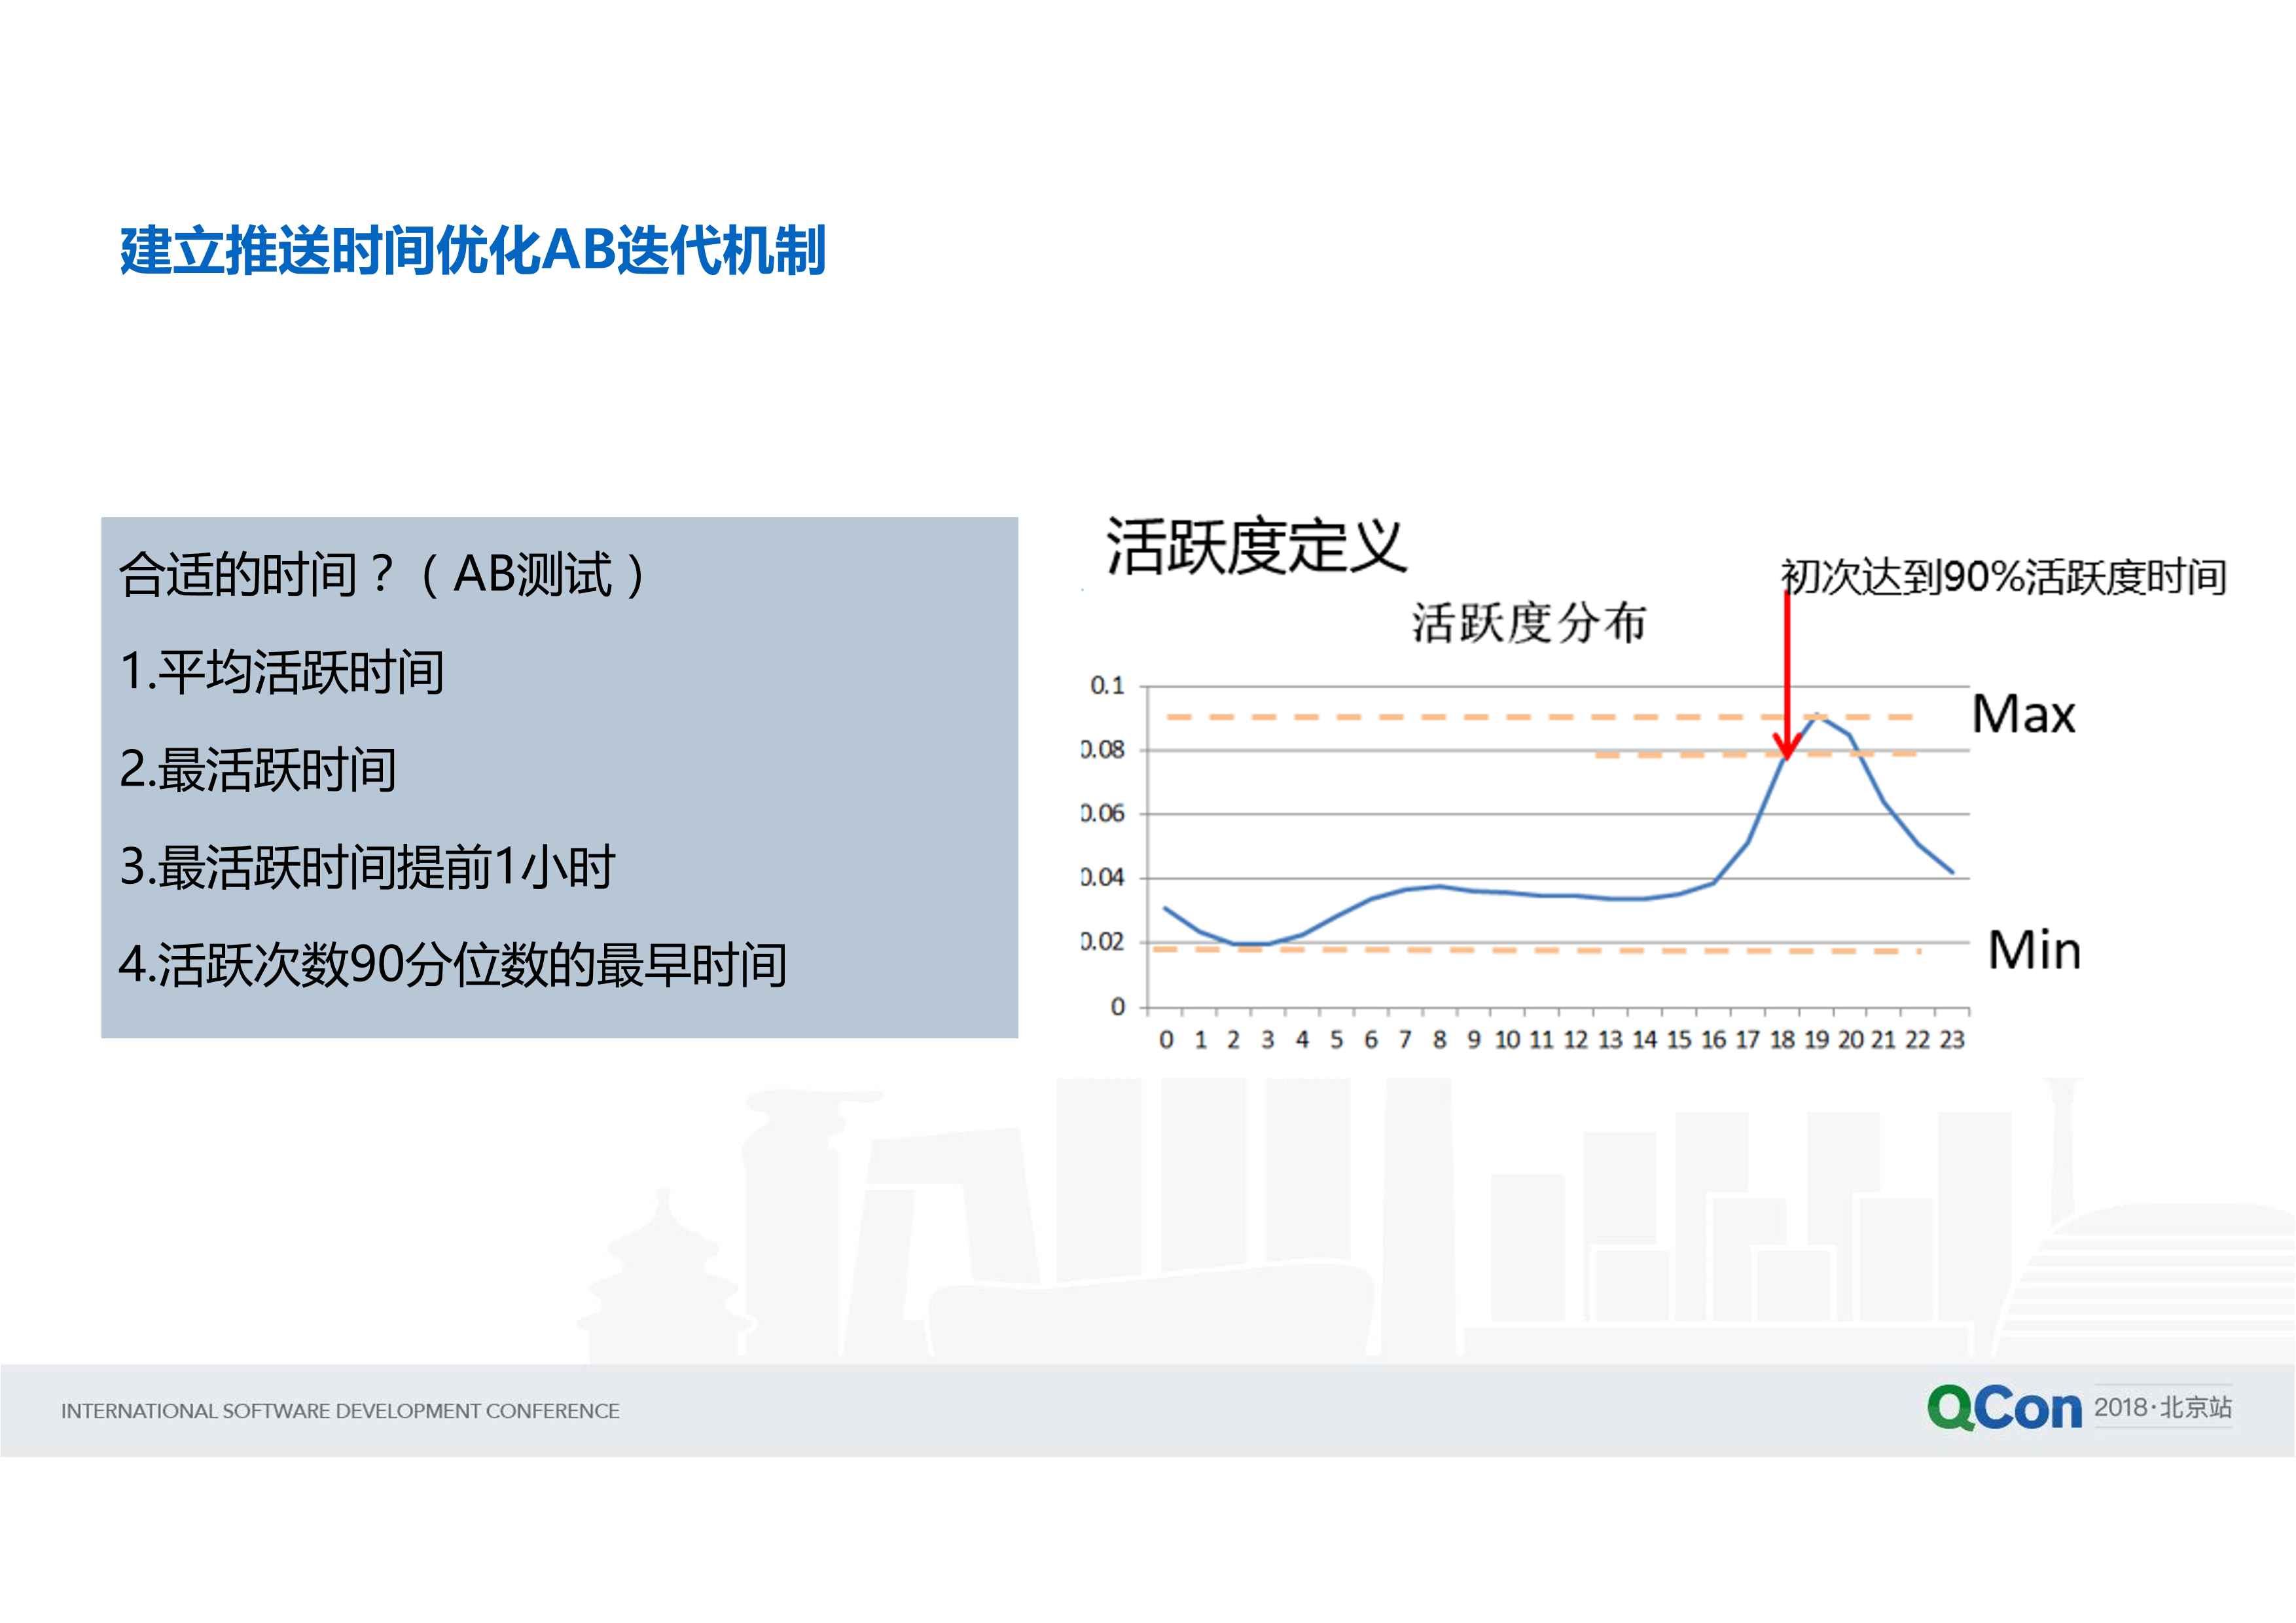 建立推送时间优化AB迭代机制
合适的时间？（AB测试）
1.平均活跃时间
2.最活跃时间
3.最活跃时间提前1小时
4.活跃次数90分位数的最早时间
活跃度定义
初次达到90%活跃度时间
活跃度分布
0.1
Max
0.08
0.06
0.04
0.02
Min
0
0 1 2 3 4 5 6 7 8 9 10 11 12 13 14 15 16 17 18 19 20 21 22 23
INTERNATIONAL SOFTWARE DEVELOPMENT CONFERENCE
QCon 2018·北京站